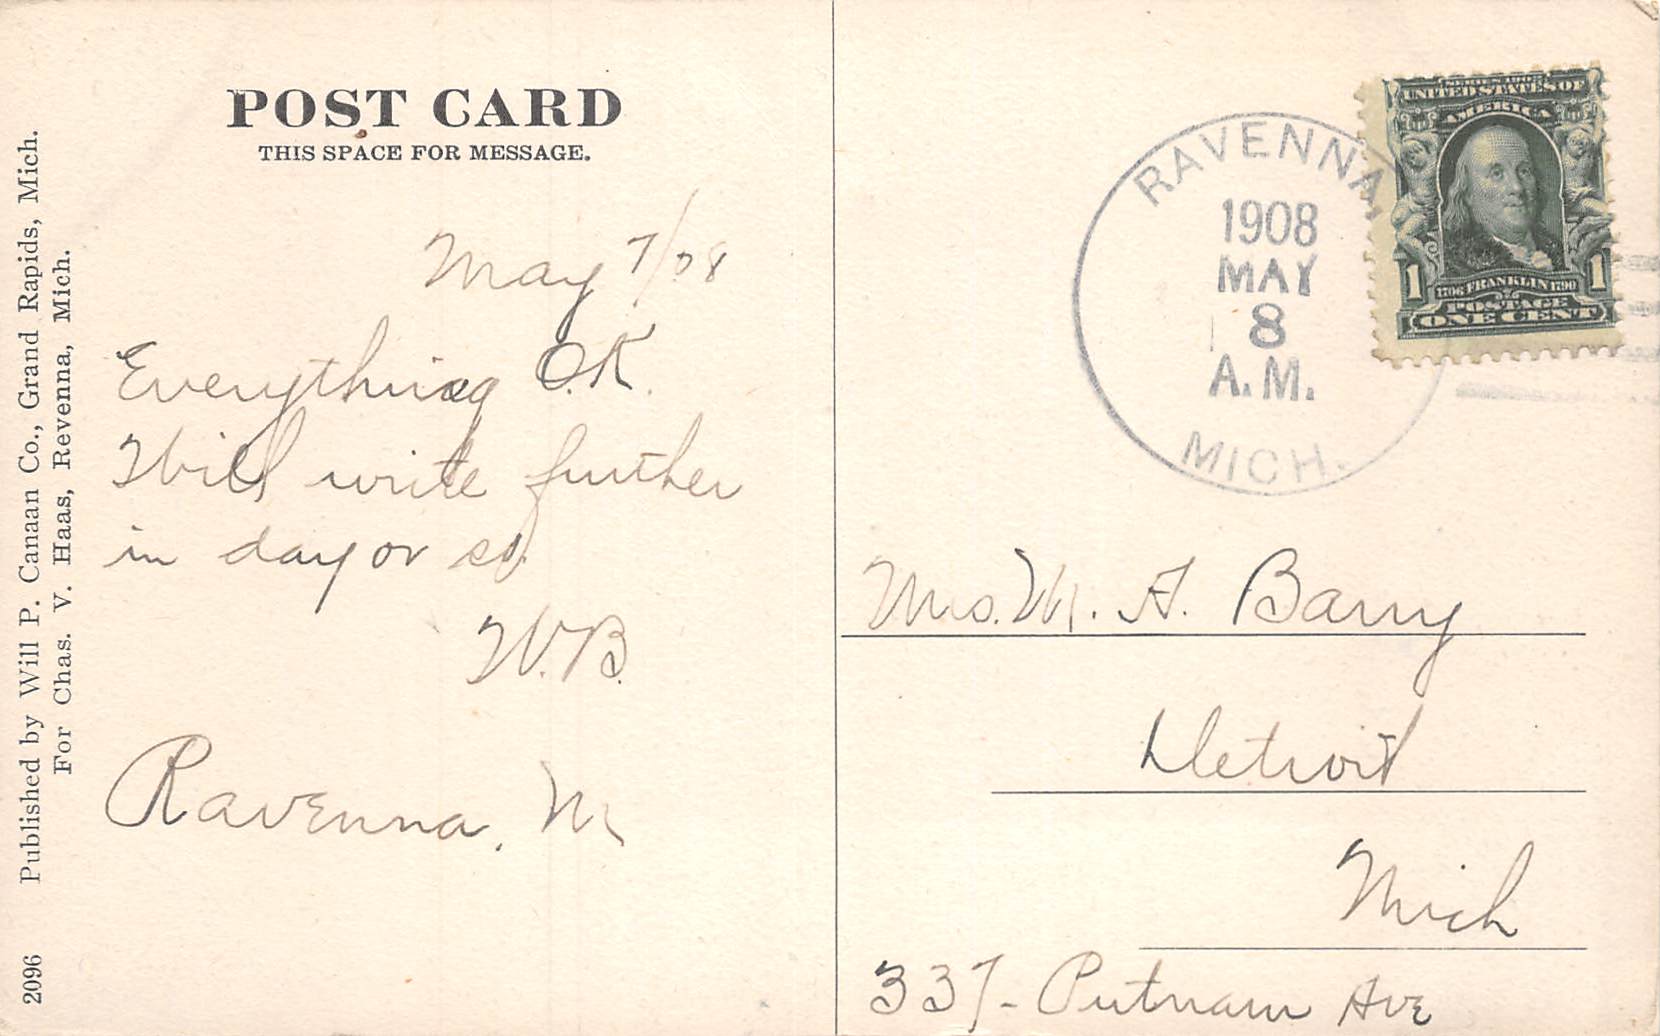 2096 Published by Will P. Canaan Co., Grand Rapids, Mich.
For Chas. V. Haas, Revenna, Mich.
POST CARD
THIS SPACE FOR MESSAGE.
May 7/08
Everything O.K.
Will write further
in day or so.
W.B.
Ravenna, M
RAVENNA,
1908
MAY
8
A.M.
MICH.
SERIES 1902
UNITED STATES OF
AMERICA
1 1
1706 FRANKLIN 1790
POSTAGE
ONE CENT
Mrs. W. A. Barry
Detroit
Mich
337- Putnam Ave